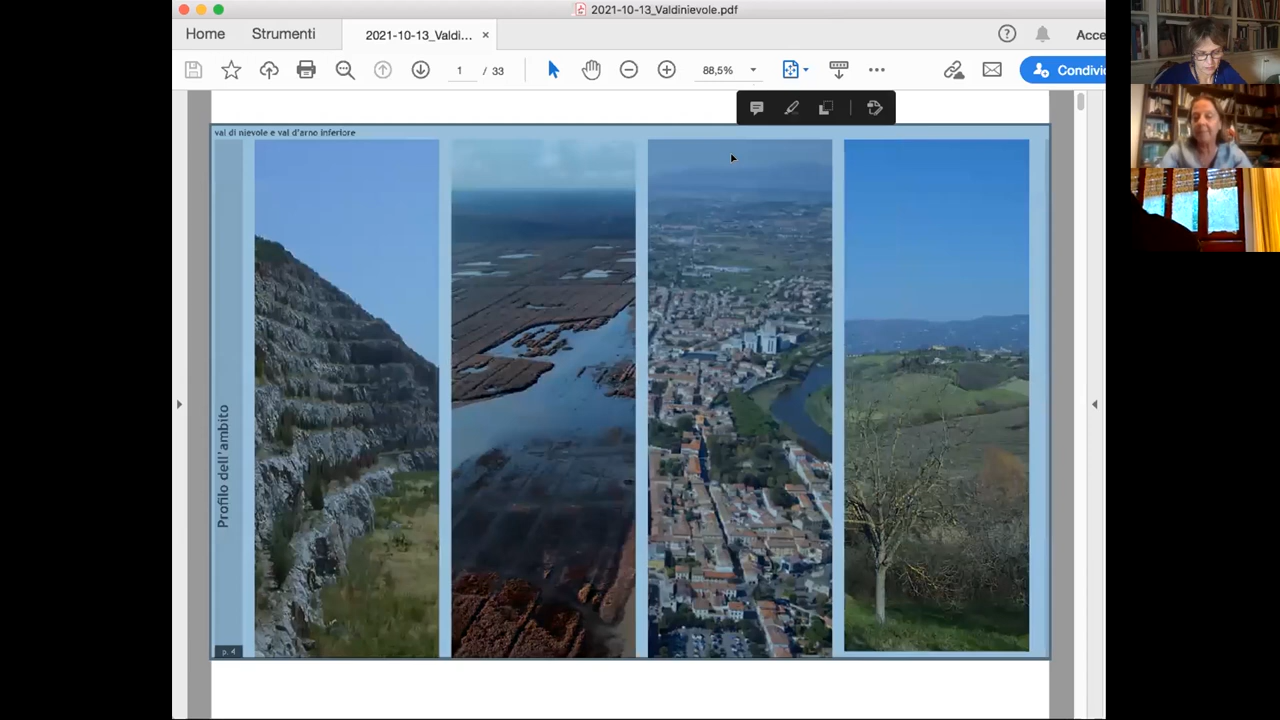 2021-10-13_Valdinievole.pdf
Home
Strumenti
2021-10-13_Valdi...
Acce
1 / 33
88,5%
Condivi
val di nievole e val d'arno inferiore
Profilo dell'ambito
p. 4